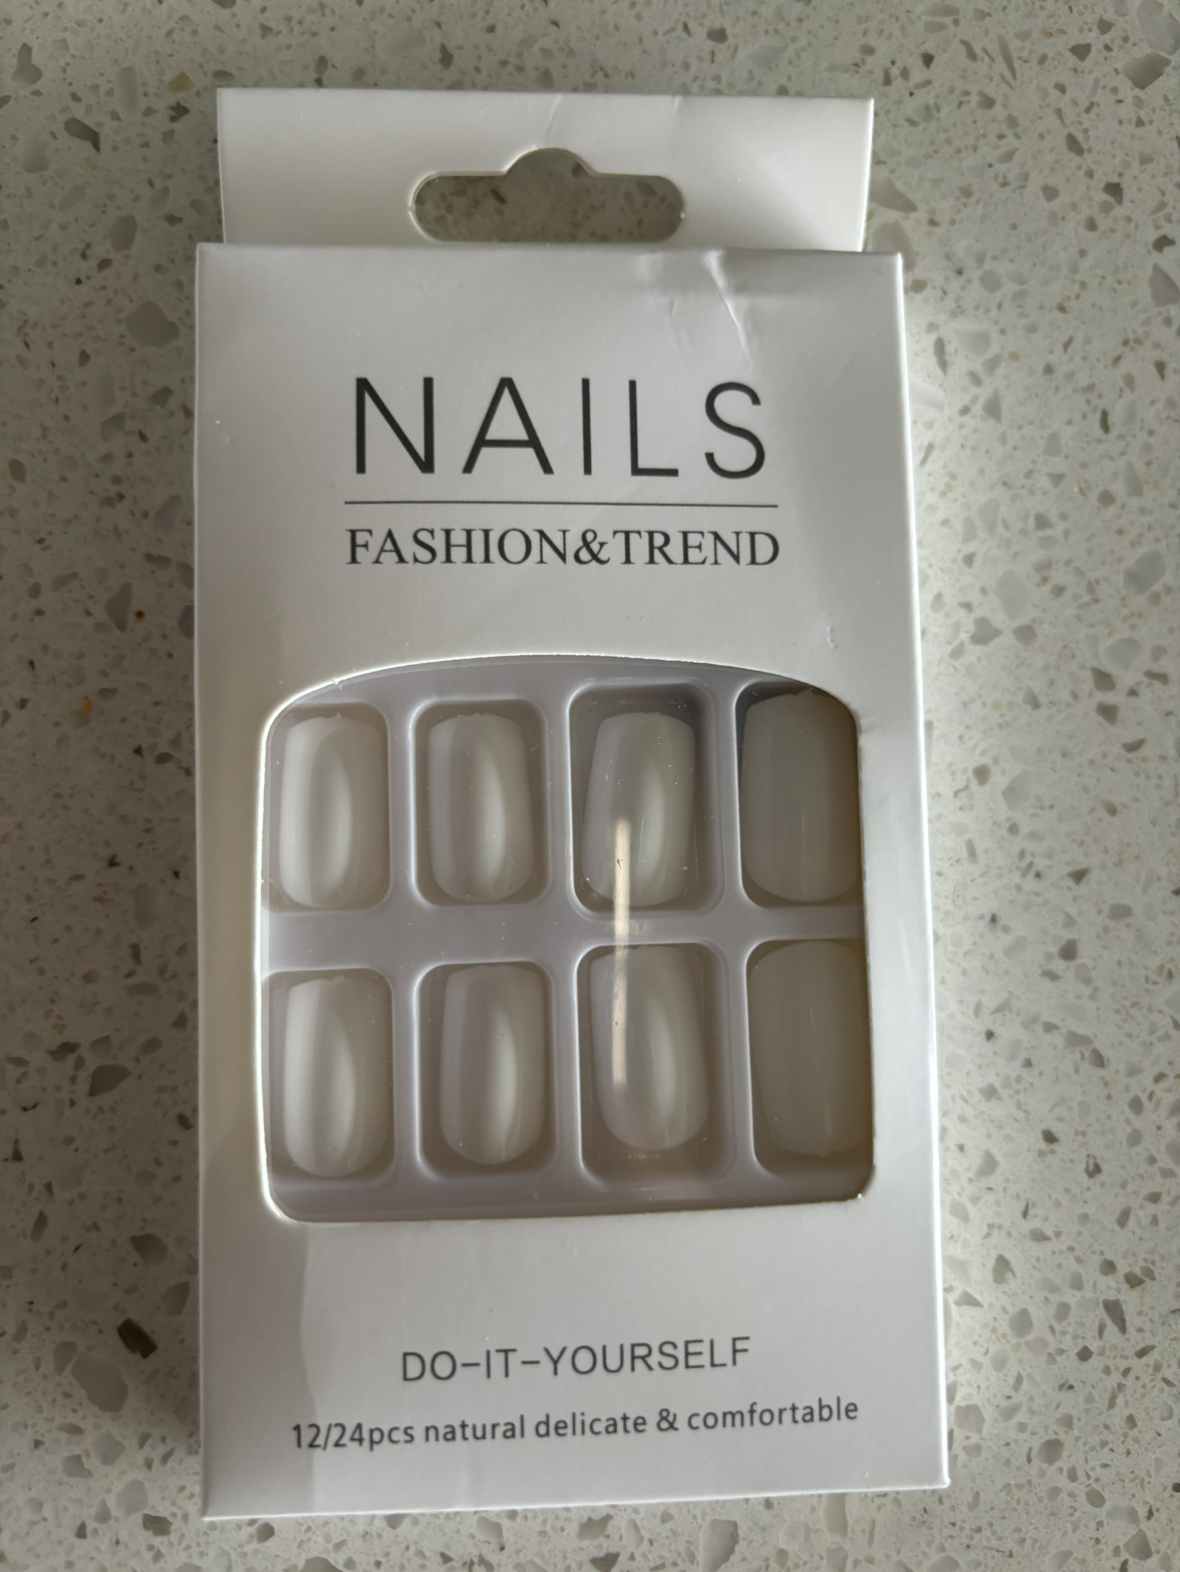 NAILS
FASHION&TREND
DO-IT-YOURSELF
12/24pcs natural delicate & comfortable